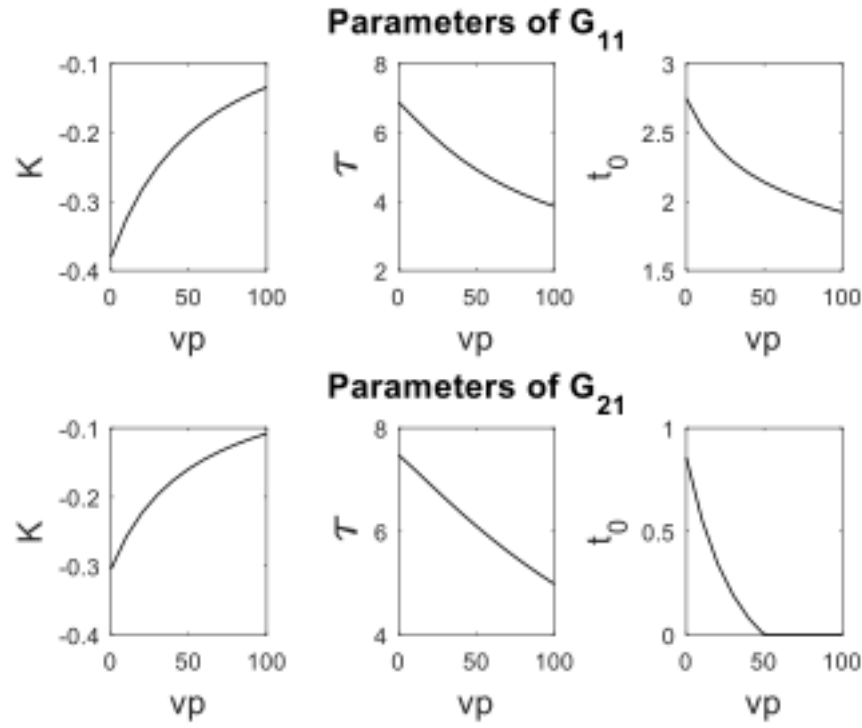 Parameters of G11
-0.1 8 3
-0.2 6 2.5
K τ t0
-0.3 4 2
-0.4 2 1.5
0 50 100 0 50 100 0 50 100
vp vp vp
Parameters of G21
-0.1 8 1
-0.2
K 6 τ 0.5 t0
-0.3
-0.4 4 0
0 50 100 0 50 100 0 50 100
vp vp vp